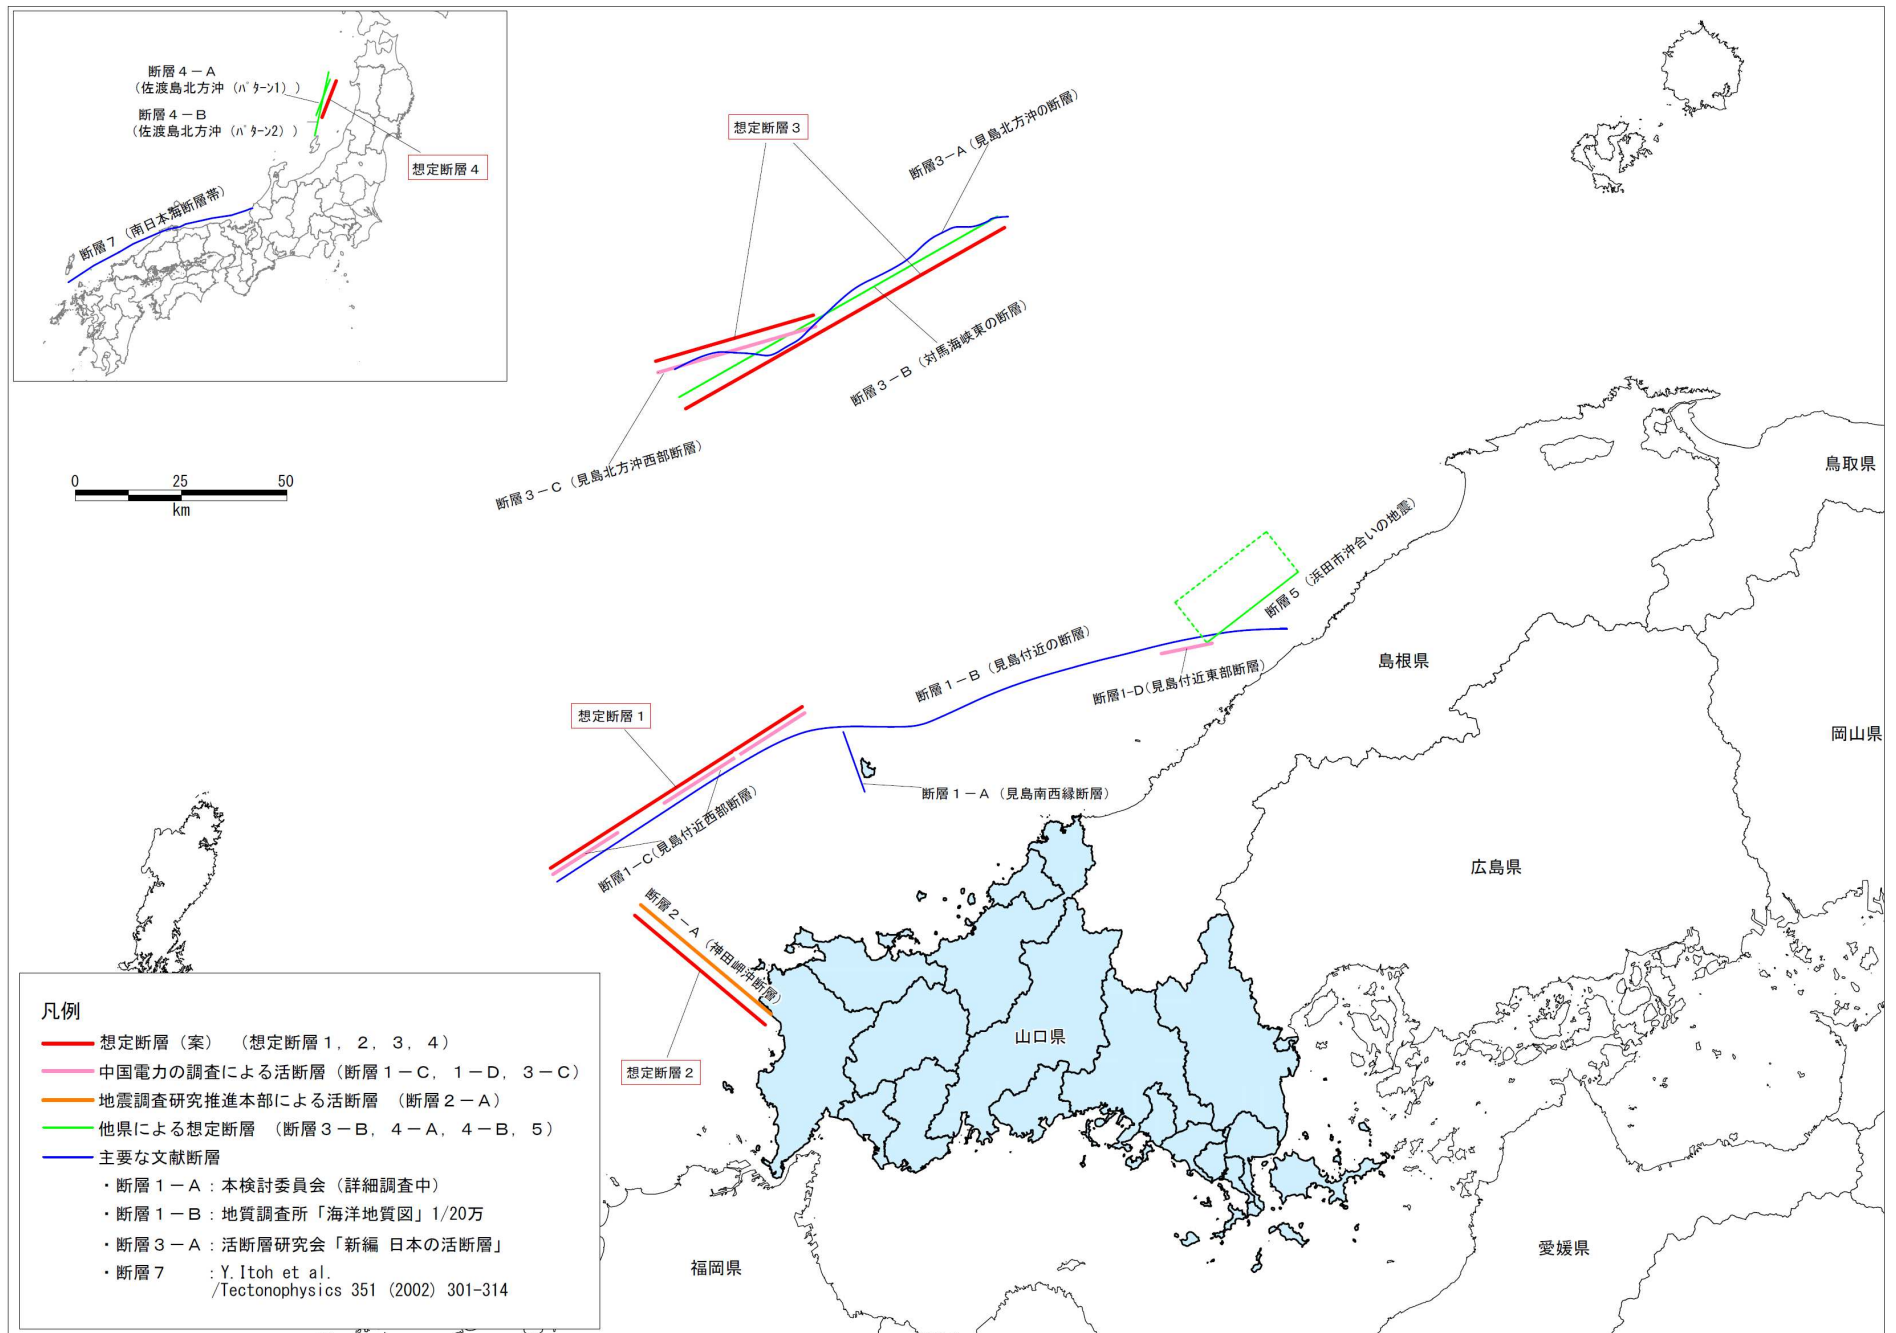 断層４－Ａ
（佐渡島北方沖（ﾊﾟﾀｰﾝ1））
断層４－Ｂ
（佐渡島北方沖（ﾊﾟﾀｰﾝ2））
想定断層４
断層７（南日本海断層帯）
想定断層３
断層3－A（見島北方沖の断層）
断層３－Ｂ（対馬海峡東の断層）
断層３－Ｃ（見島北方沖西部断層）
0 25 50
km
鳥取県
断層５（浜田市沖合いの地震）
断層１－Ｂ（見島付近の断層）
断層1-D(見島付近東部断層）
島根県
想定断層１
岡山県
断層１－Ａ（見島南西縁断層）
断層1－C(見島付近西部断層）
広島県
断層２－Ａ（神田岬沖断層）
山口県
想定断層２
福岡県
愛媛県
凡例
想定断層（案）　（想定断層１，２，３，４）
中国電力の調査による活断層（断層１－Ｃ，１－Ｄ，３－Ｃ）
地震調査研究推進本部による活断層　（断層２－Ａ）
他県による想定断層　（断層３－Ｂ，４－Ａ，４－Ｂ，５）
主要な文献断層
・断層１－Ａ：本検討委員会（詳細調査中）
・断層１－Ｂ：地質調査所「海洋地質図」1/20万
・断層３－Ａ：活断層研究会「新編 日本の活断層」
・断層７　　：Y.Itoh et al.
/Tectonophysics 351 (2002) 301-314